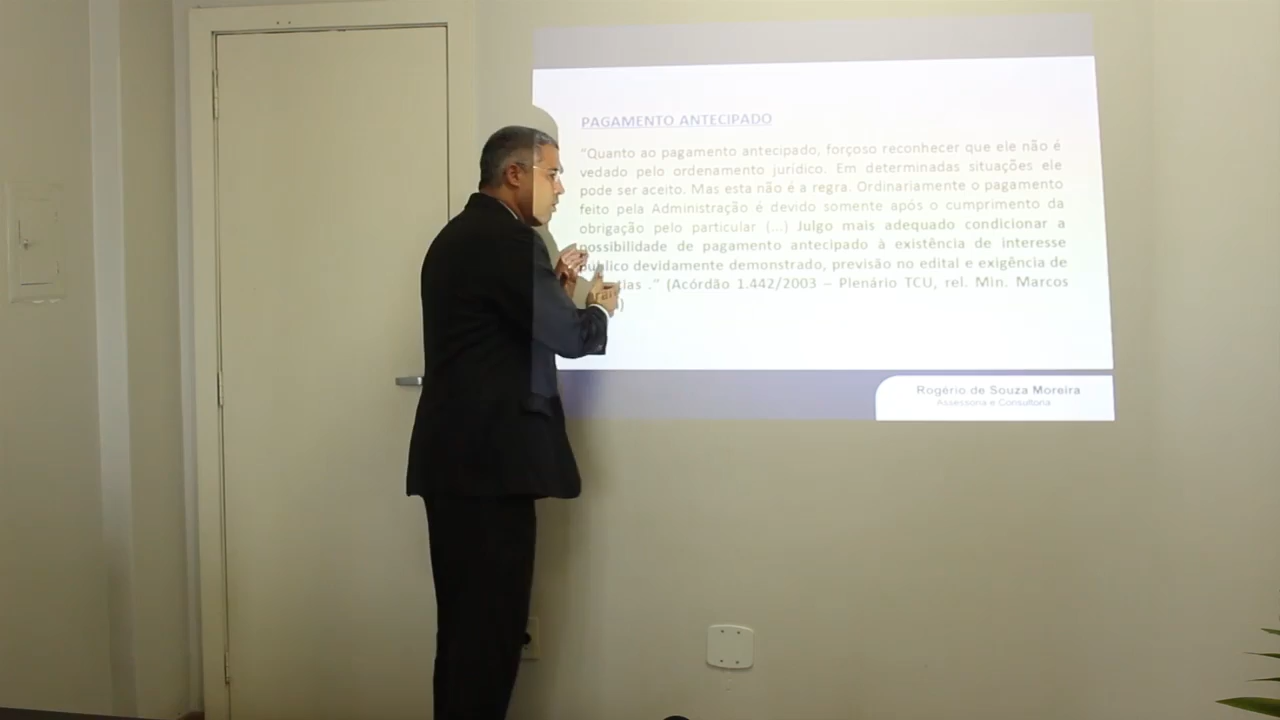 PAGAMENTO ANTECIPADO
“Quanto ao pagamento antecipado, forçoso reconhecer que ele não é
vedado pelo ordenamento jurídico. Em determinadas situações ele
pode ser aceito. Mas esta não é a regra. Ordinariamente o pagamento
feito pela Administração é devido somente após o cumprimento da
obrigação pelo particular (...) Julgo mais adequado condicionar a
possibilidade de pagamento antecipado à existência de interesse
público devidamente demonstrado, previsão no edital e exigência de
tias .” (Acórdão 1.442/2003 – Plenário TCU, rel. Min. Marcos
)
Rogério de Souza Moreira
Assessoria e Consultoria